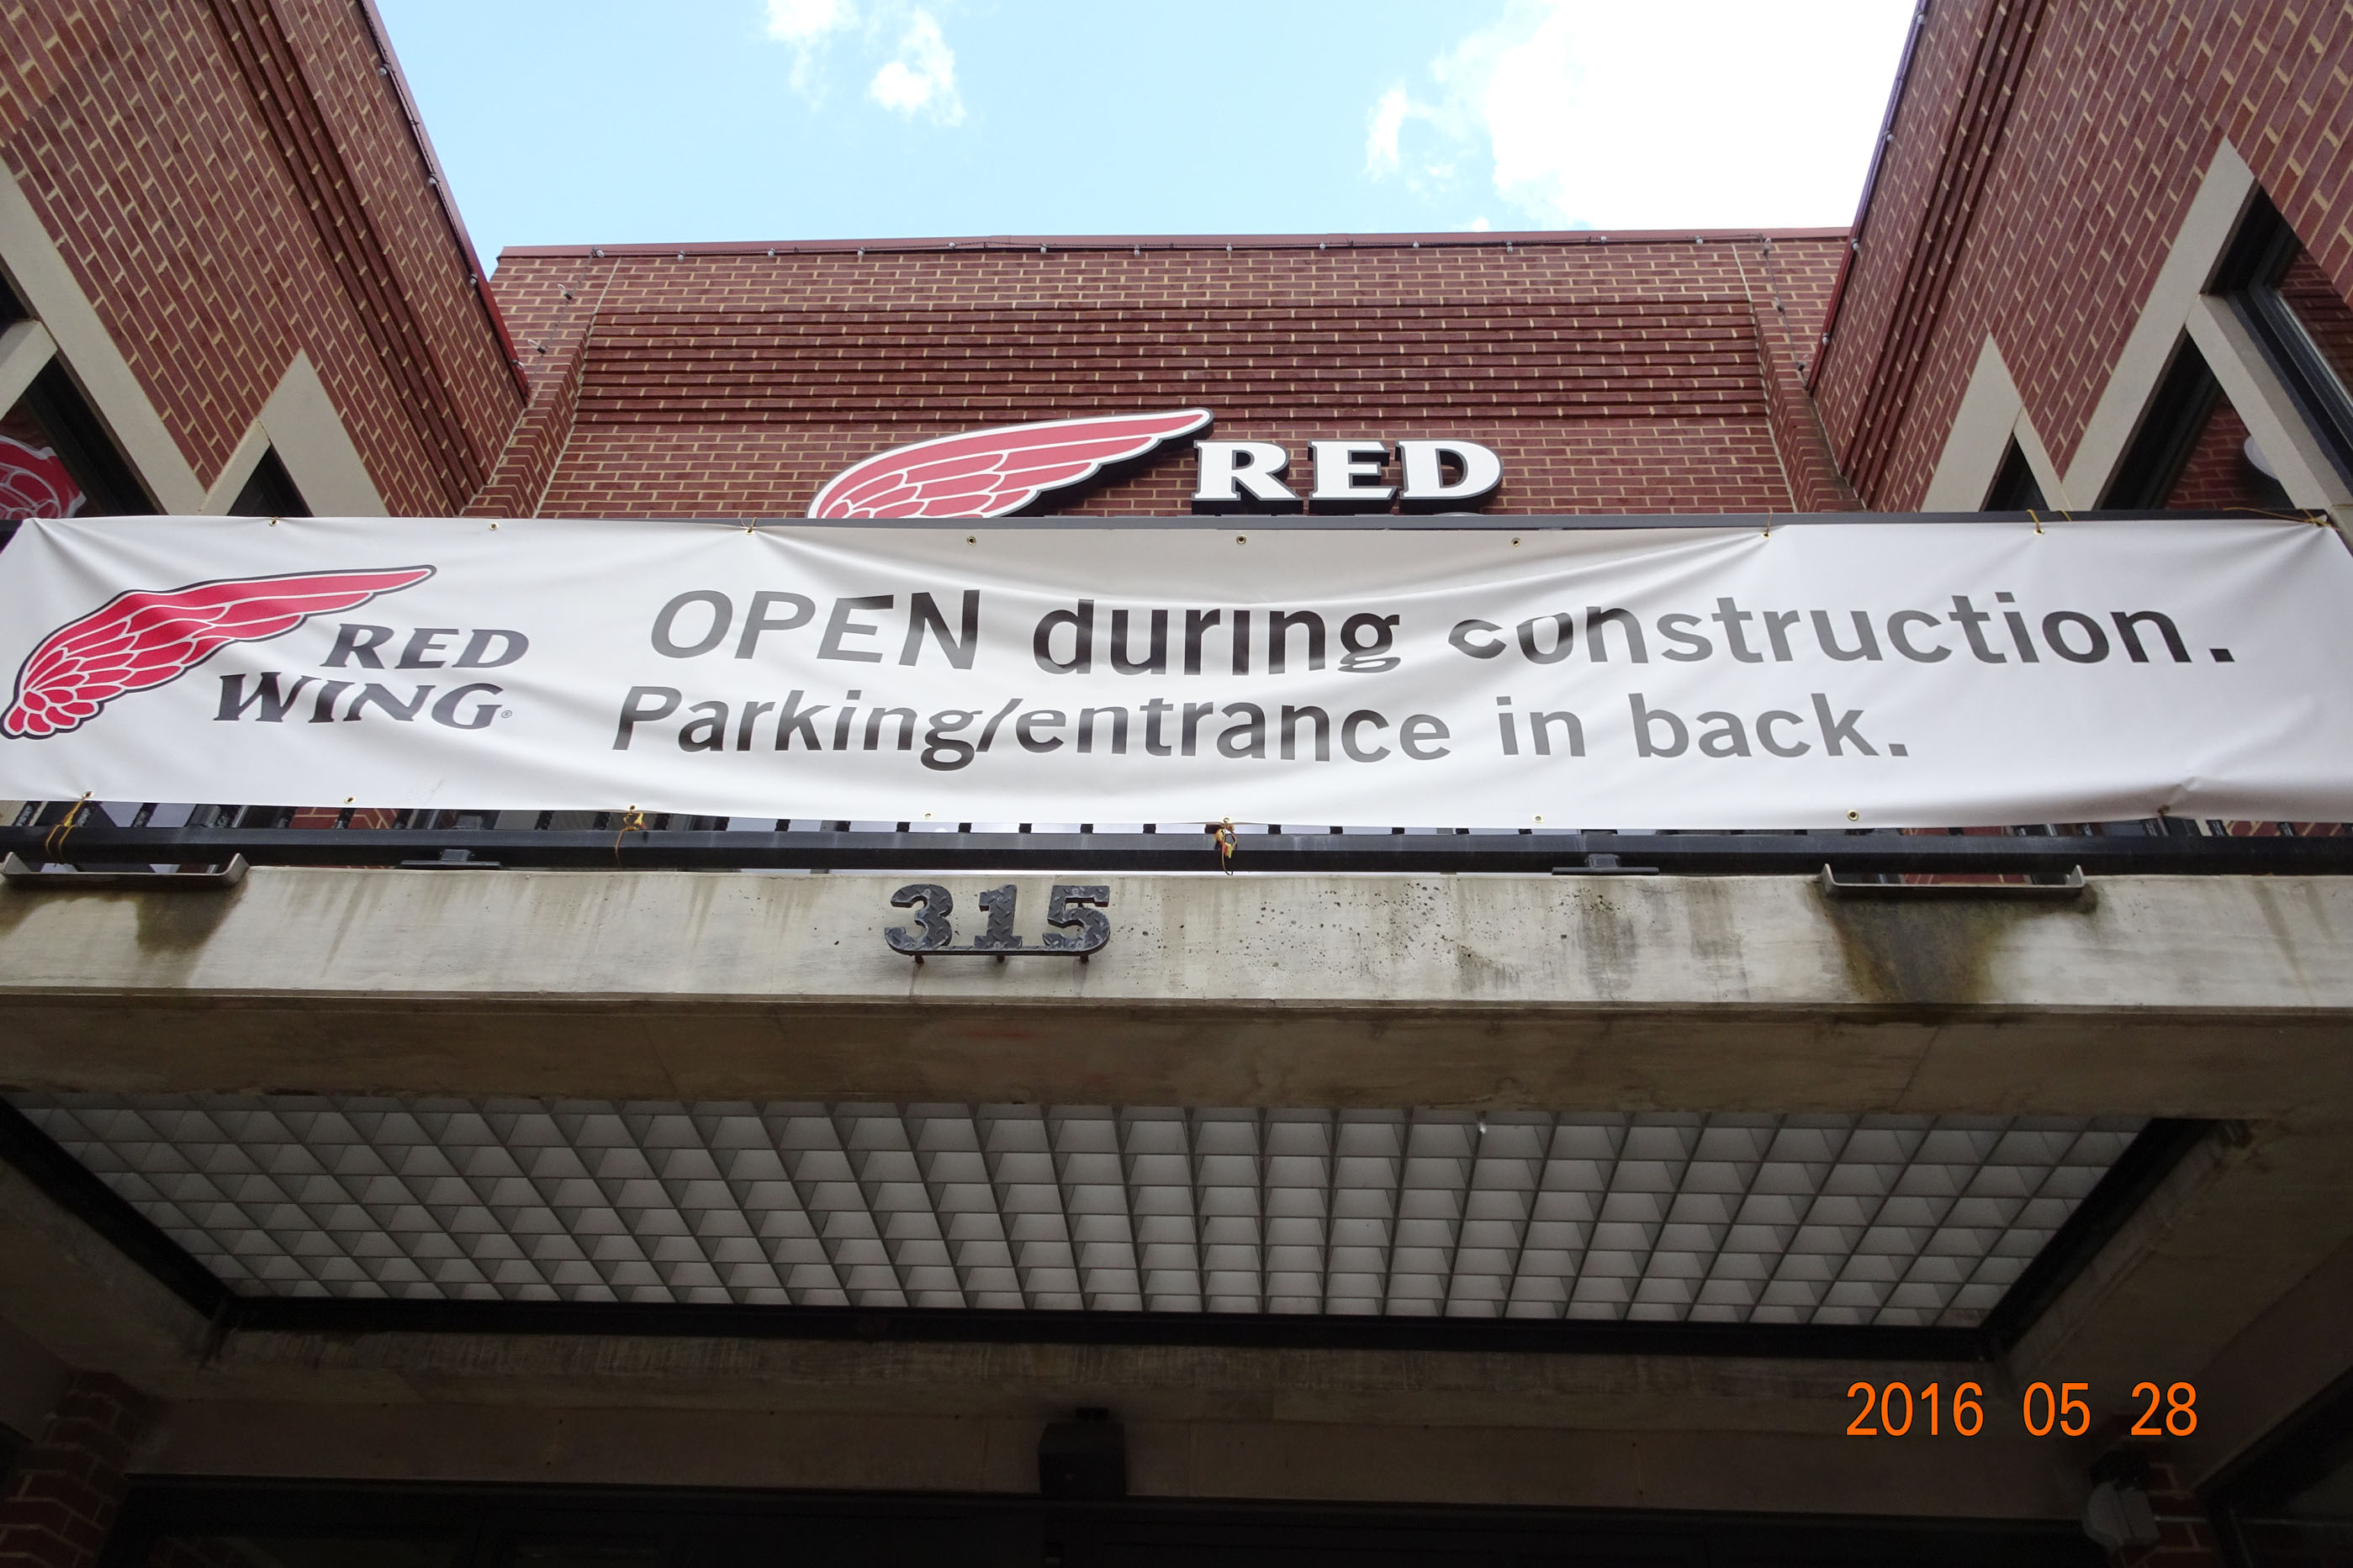 RED
RED
WING®
OPEN during construction.
Parking/entrance in back.
315
2016 05 28